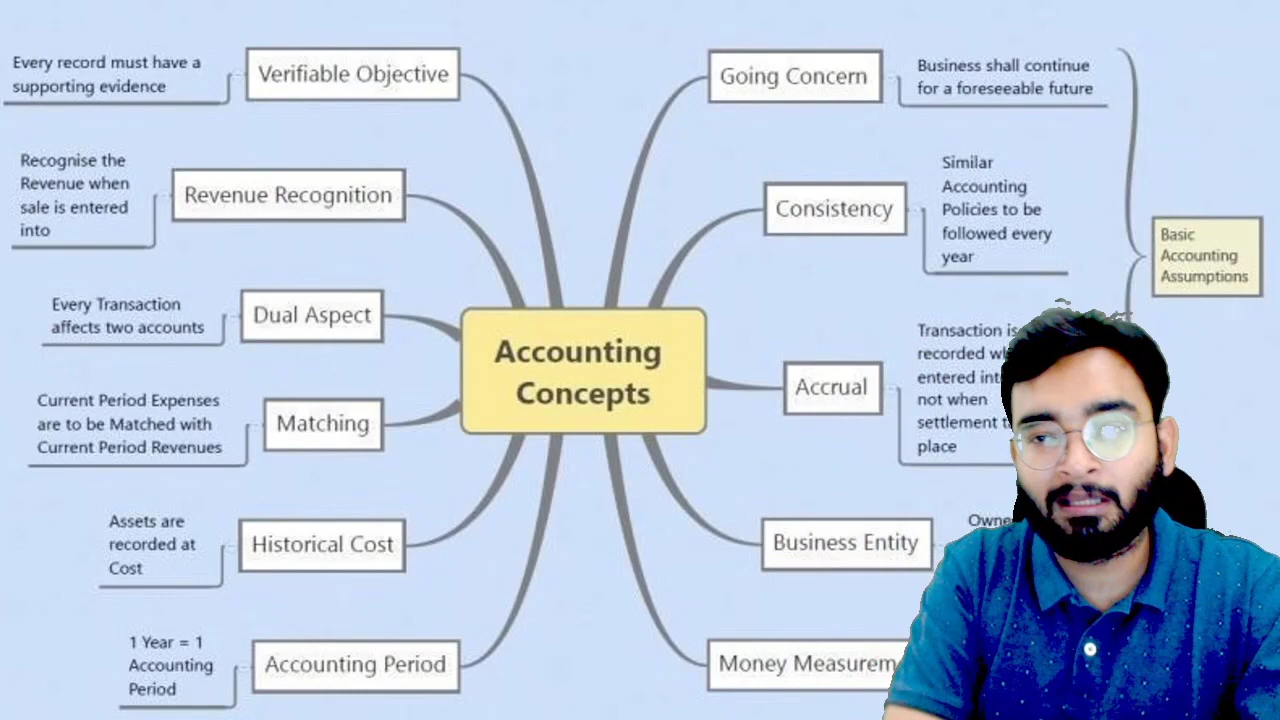 Every record must have a
supporting evidence
Verifiable Objective
Recognise the
Revenue when
sale is entered
into
Revenue Recognition
Every Transaction
affects two accounts
Dual Aspect
Current Period Expenses
are to be Matched with
Current Period Revenues
Matching
Assets are
recorded at
Cost
Historical Cost
1 Year = 1
Accounting
Period
Accounting Period
Accounting
Concepts
Going Concern
Business shall continue
for a foreseeable future
Consistency
Similar
Accounting
Policies to be
followed every
year
Basic
Accounting
Assumptions
Accrual
Transaction is
recorded
entered
not when
settlement
place
Business Entity
Money